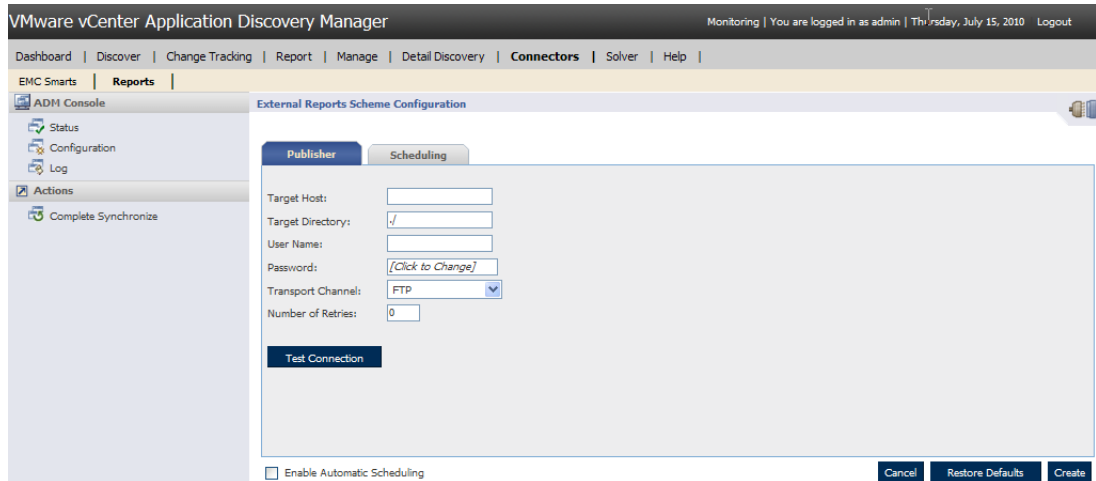 VMware vCenter Application Discovery Manager
Monitoring | You are logged in as admin | Thursday, July 15, 2010 Logout
Dashboard | Discover | Change Tracking | Report | Manage | Detail Discovery | Connectors | Solver | Help |
EMC Smarts | Reports |
ADM Console
Status
Configuration
Log
Actions
Complete Synchronize
External Reports Scheme Configuration
Publisher
Scheduling
Target Host:
Target Directory: ./
User Name:
Password: [Click to Change]
Transport Channel: FTP
Number of Retries: 0
Test Connection
Enable Automatic Scheduling
Cancel
Restore Defaults
Create